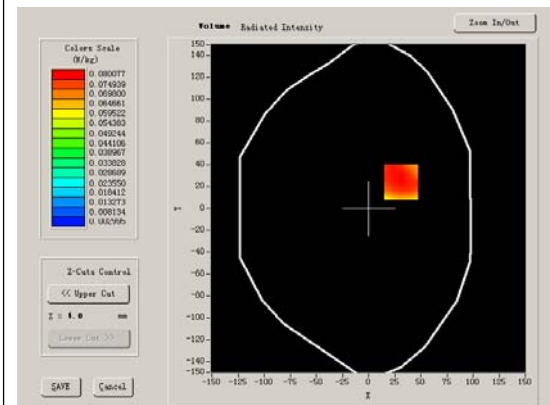 Volume Radiated Intensity
Zoom In/Out
Colors Scale
(W/kg)
0.080077
0.074939
0.069800
0.064661
0.059522
0.054383
0.049244
0.044106
0.038967
0.033828
0.028689
0.023550
0.018412
0.013273
0.008134
0.002995
Z-Cuts Control
<< Upper Cut
Z = 4.0 mm
Lower Cut >>
SAVE Cancel
150
140
120
100
80
60
40
20
0
-20
-40
-60
-80
-100
-120
-140
-150
Y
-150 -125 -100 -75 -50 -25 0 25 50 75 100 125 150
X